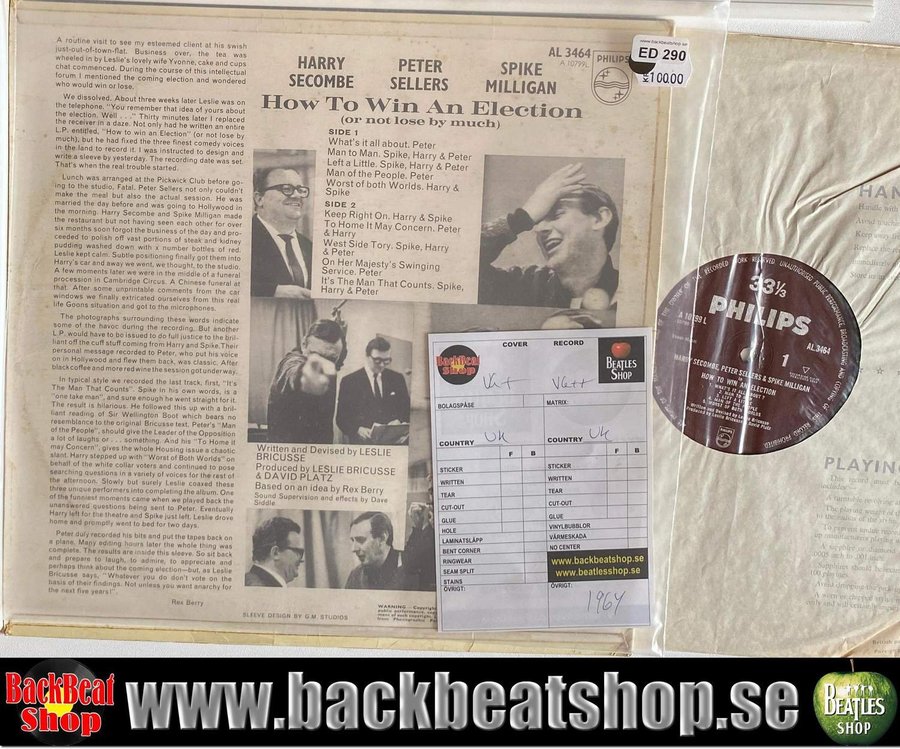 A routine visit to see my esteemed client at his swish
just-out-of-town-flat. Business over, the tea was
wheeled in by Leslie's lovely wife Yvonne, cake and cups
chat commenced. During the course of this intellectual
forum I mentioned the coming election and wondered
who would win or lose.
We dissolved. About three weeks later Leslie was on
the telephone. "You remember that idea of yours about
the election. Well . . ." Thirty minutes later I replaced
the receiver in a daze. Not only had he written an entire
L.P. entitled. "How to win an Election" (or not lose by
much), but he had fixed the three finest comedy voices
in the land to record it. I was instructed to design and
write a sleeve by yesterday. The recording date was set.
That's when the real trouble started.
Lunch was arranged at the Pickwick Club before go-
ing to the studio. Fatal. Peter Sellers not only couldn't
make the meal but also the actual session. He was
married the day before and was going to Hollywood in
the morning. Harry Secombe and Spike Milligan made
the restaurant but not having seen each other for over
six months soon forgot the business of the day and pro-
ceeded to polish off vast portions of steak and kidney
pudding washed down with x number bottles of red.
Leslie kept calm. Subtle positioning finally got them into
Harry's car and away we went, we thought, to the studio.
A few moments later we were in the middle of a funeral
procession in Cambridge Circus. A Chinese funeral at
that. After some unprintable comments from the car
windows we finally extricated ourselves from this real
life Goons situation and got to the microphones.
The photographs surrounding these words indicate
some of the havoc during the recording. But another
L.P. would have to be issued to do full justice to the bril-
liant off the cuff stuff coming from Harry and Spike. Their
personal message recorded to Peter, who put his voice
on in Hollywood and flew them back, was classic. After
black coffee and more red wine the session got underway.
In typical style we recorded the last track, first, "It's
The Man That Counts". Spike in his own words, is a
"one take man", and sure enough he went straight for it.
The result is hilarious. He followed this up with a bril-
liant reading of Sir Wellington Boot which bears no
resemblance to the original Bricusse text. Peter's "Man
of the People", should give the Leader of the Opposition
a lot of laughs or . . . something. And his "To Home it
may Concern", gives the whole Housing issue a chaotic
slant. Harry stepped up with "Worst of Both Worlds" on
behalf of the white collar voters and continued to pose
searching questions in a variety of voices for the rest of
the afternoon. Slowly but surely Leslie coaxed these
three unique performers into completing the album. One
of the funniest moments came when we played back the
unanswered questions being sent to Peter. Eventually
Harry left for the theatre and Spike just left. Leslie drove
home and promptly went to bed for two days.
Peter duly recorded his bits and put the tapes back on
a plane. Many editing hours later the whole thing was
complete. The results are inside this sleeve. So sit back
and prepare to laugh, to admire, to appreciate and
perhaps think about the coming election—but, as Leslie
Bricusse says, "Whatever you do don't vote on the
basis of their findings. Not unless you want anarchy for
the next five years!".
Rex Berry
HARRY SECOMBE
PETER SELLERS
SPIKE MILLIGAN
AL 3464
A 10799L
PHILIPS
www.backbeatshop.se
ED 290
100.00
How To Win An Election
(or not lose by much)
SIDE 1
What's it all about. Peter
Man to Man. Spike, Harry & Peter
Left a Little. Spike, Harry & Peter
Man of the People. Peter
Worst of both Worlds. Harry &
Spike
SIDE 2
Keep Right On. Harry & Spike
To Home It May Concern. Peter
& Harry
West Side Tory. Spike, Harry
& Peter
On Her Majesty's Swinging
Service. Peter
It's The Man That Counts. Spike,
Harry & Peter
Written and Devised by LESLIE
BRICUSSE
Produced by LESLIE BRICUSSE
& DAVID PLATZ
Based on an idea by Rex Berry
Sound Supervision and effects by Dave
Siddle
SLEEVE DESIGN BY G.M. STUDIOS
WARNING
BackBeat Shop
COVER
RECORD
BEATLES SHOP
BOLAGSPÅSE
MATRIX:
COUNTRY Uk
COUNTRY Uk
F B
F B
STICKER
STICKER
WRITTEN
WRITTEN
TEAR
TEAR
CUT-OUT
CUT-OUT
GLUE
GLUE
HOLE
VINYLBUBBLOR
LAMINATSLÄPP
VÄRMESKADA
BENT CORNER
NO CENTER
RINGWEAR
SEAM SPLIT
STAINS
www.backbeatshop.se
www.beatlesshop.se
ÖVRIGT:
ÖVRIGT:
1964
33⅓
PHILIPS
AL.3464
1
HARRY SECOMBE, PETER SELLERS & SPIKE MILLIGAN
HOW TO WIN AN ELECTION
HAN
Handle with
PLAYIN
BackBeat Shop
www.backbeatshop.se
BEATLES SHOP